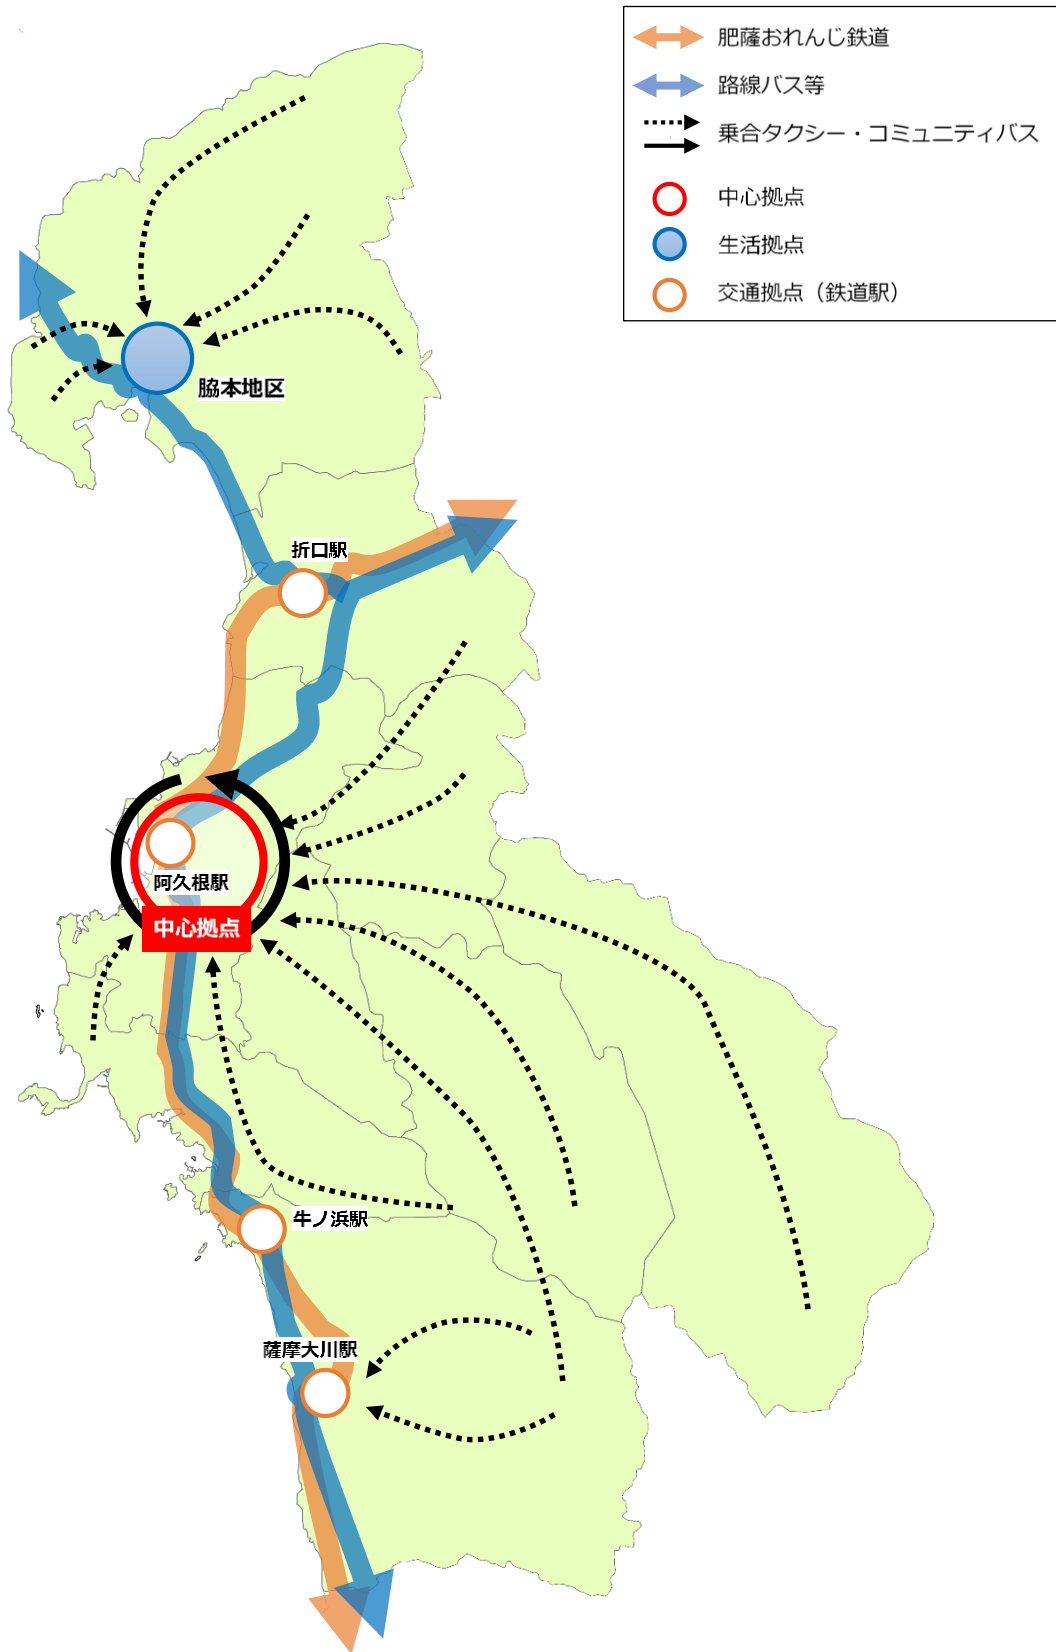 肥薩おれんじ鉄道
路線バス等
乗合タクシー・コミュニティバス
中心拠点
生活拠点
交通拠点（鉄道駅）
脇本地区
折口駅
阿久根駅
中心拠点
牛ノ浜駅
薩摩大川駅